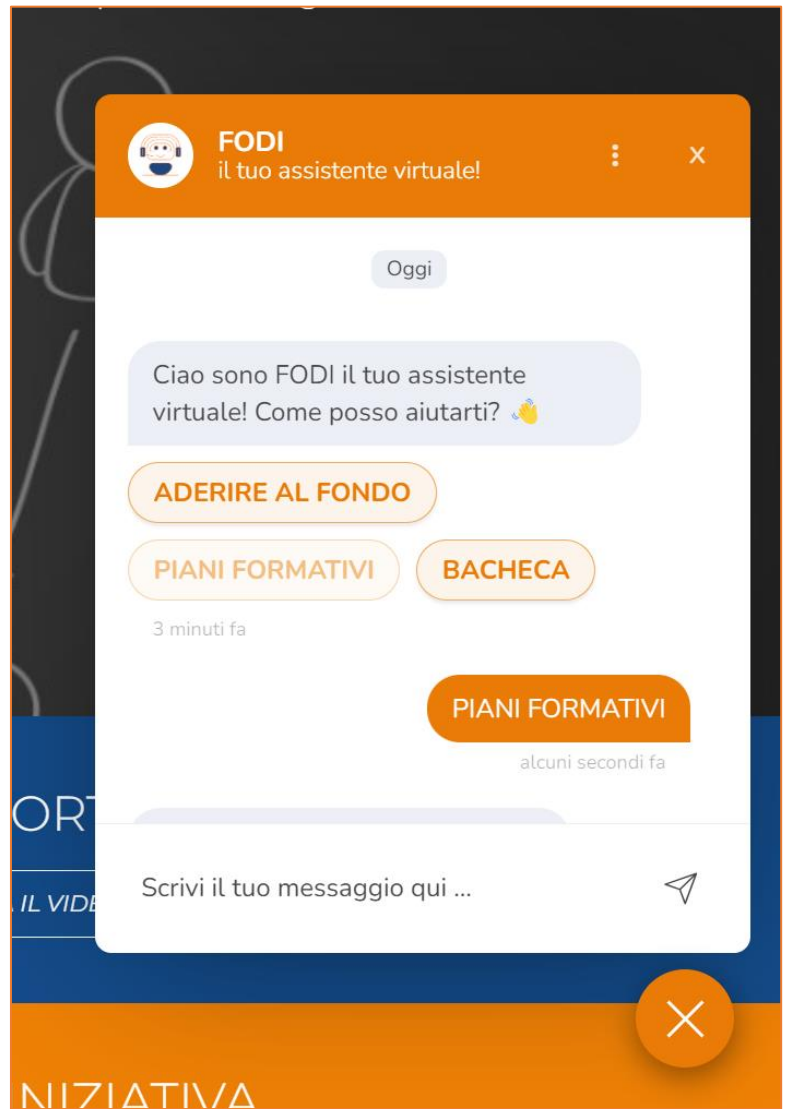 FODI
il tuo assistente virtuale!
x
Oggi
Ciao sono FODI il tuo assistente
virtuale! Come posso aiutarti? 👋
ADERIRE AL FONDO
PIANI FORMATIVI
BACHECA
3 minuti fa
PIANI FORMATIVI
alcuni secondi fa
ORT
IL VIDE
Scrivi il tuo messaggio qui ...
NIZIATIVA